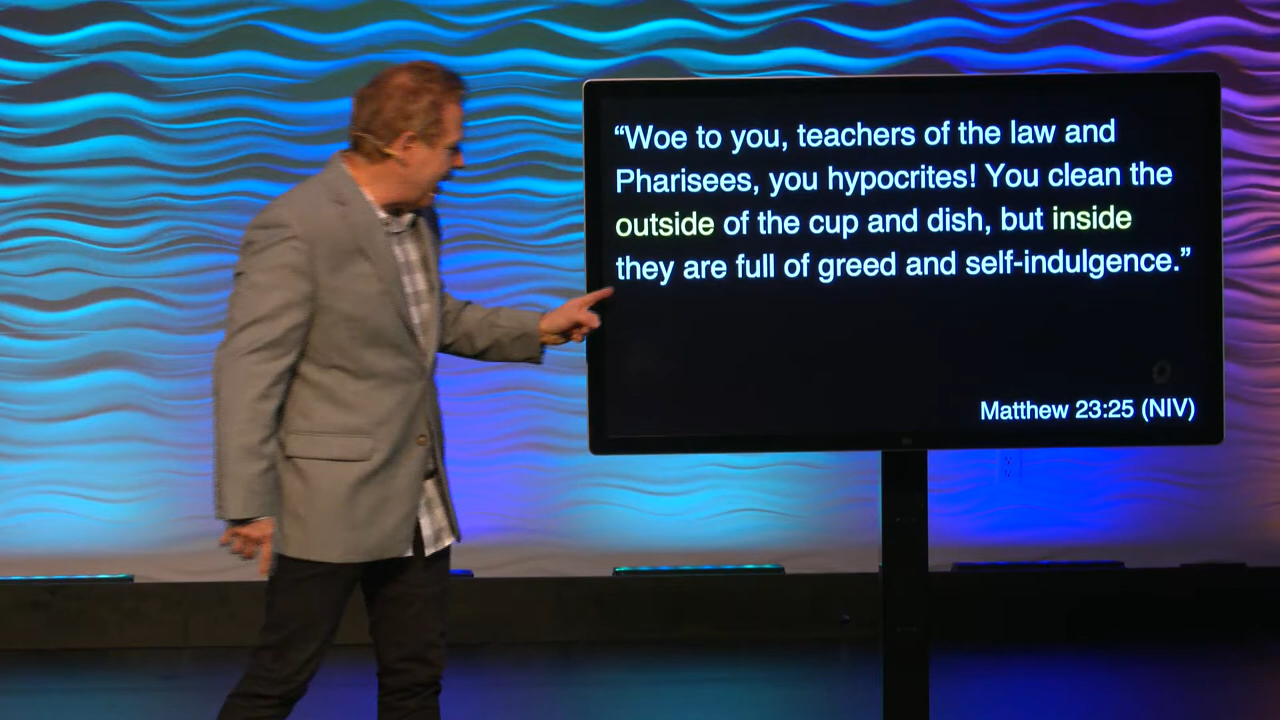 “Woe to you, teachers of the law and
Pharisees, you hypocrites! You clean the
outside of the cup and dish, but inside
they are full of greed and self-indulgence.”
Matthew 23:25 (NIV)